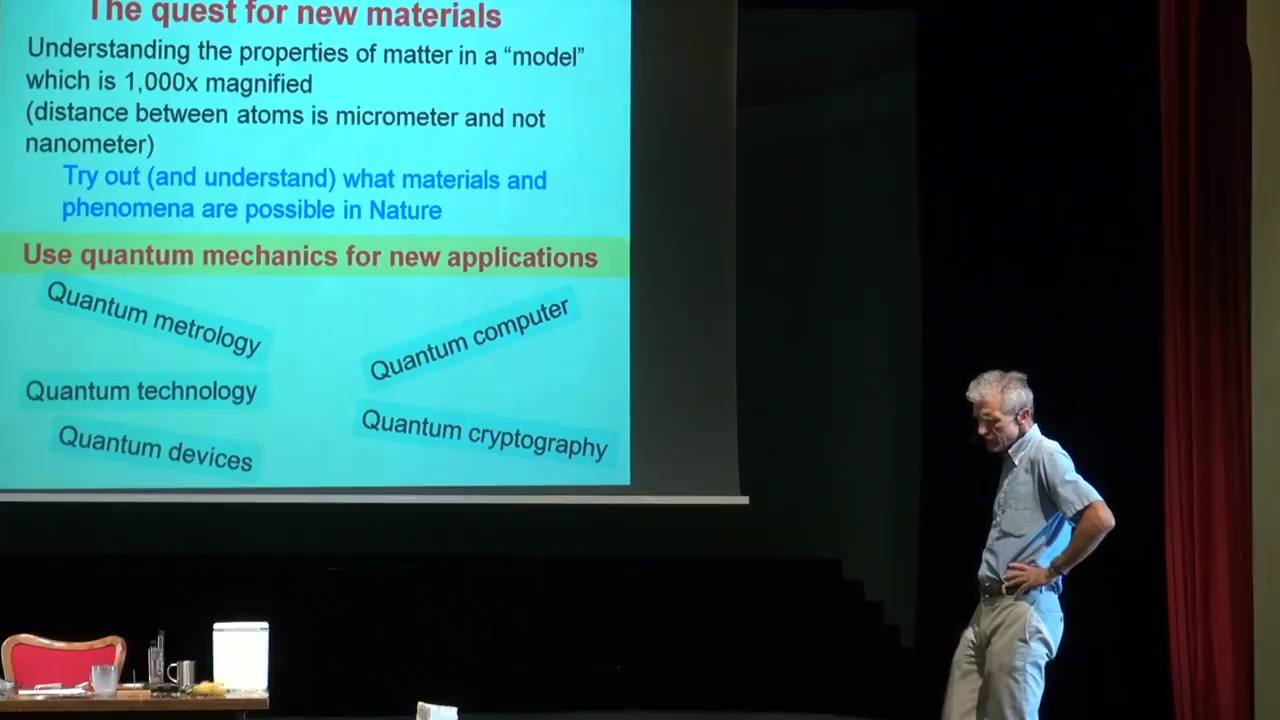 The quest for new materials
Understanding the properties of matter in a “model”
which is 1,000x magnified
(distance between atoms is micrometer and not
nanometer)
Try out (and understand) what materials and
phenomena are possible in Nature
Use quantum mechanics for new applications
Quantum metrology
Quantum computer
Quantum technology
Quantum cryptography
Quantum devices